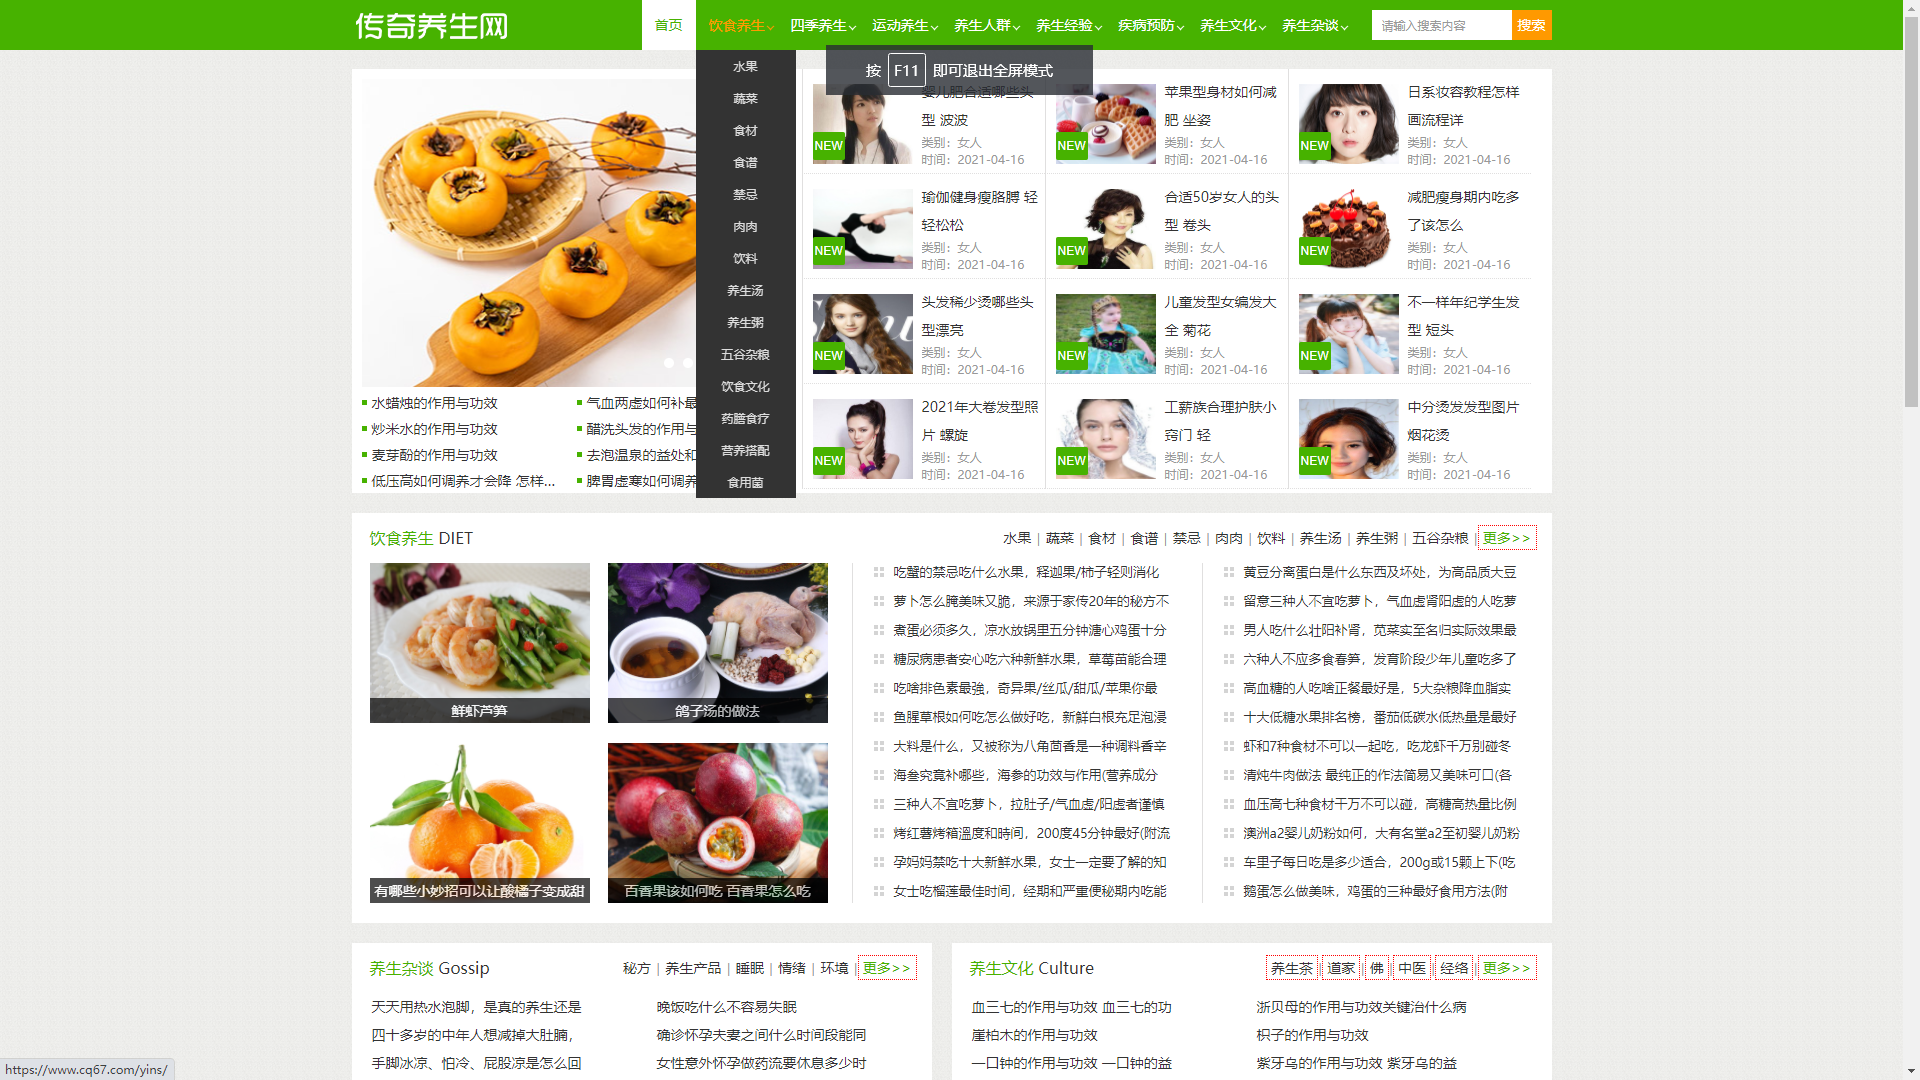 传奇养生网
首页
饮食养生
四季养生
运动养生
养生人群
养生经验
疾病预防
养生文化
养生杂谈
请输入搜索内容
搜索
按 F11 即可退出全屏模式
水果
蔬菜
食材
食谱
禁忌
肉肉
饮料
养生汤
养生粥
五谷杂粮
饮食文化
药膳食疗
营养搭配
食用菌
水蜡烛的作用与功效
气血两虚如何补最
炒米水的作用与功效
醋洗头发的作用与
麦芽酚的作用与功效
去泡温泉的益处和
低压高如何调养才会降 怎样...
脾胃虚寒如何调养
婴儿肥合适哪些头
型 波波
类别：女人
时间：2021-04-16
NEW
苹果型身材如何减
肥 坐姿
类别：女人
时间：2021-04-16
NEW
日系妆容教程怎样
画流程详
类别：女人
时间：2021-04-16
NEW
瑜伽健身瘦胳膊 轻
轻松松
类别：女人
时间：2021-04-16
NEW
合适50岁女人的头
型 卷头
类别：女人
时间：2021-04-16
NEW
减肥瘦身期内吃多
了该怎么
类别：女人
时间：2021-04-16
NEW
头发稀少烫哪些头
型漂亮
类别：女人
时间：2021-04-16
NEW
儿童发型女编发大
全 菊花
类别：女人
时间：2021-04-16
NEW
不一样年纪学生发
型 短头
类别：女人
时间：2021-04-16
NEW
2021年大卷发型照
片 螺旋
类别：女人
时间：2021-04-16
NEW
工薪族合理护肤小
窍门 轻
类别：女人
时间：2021-04-16
NEW
中分烫发发型图片
烟花烫
类别：女人
时间：2021-04-16
NEW
饮食养生 DIET
水果 | 蔬菜 | 食材 | 食谱 | 禁忌 | 肉肉 | 饮料 | 养生汤 | 养生粥 | 五谷杂粮 | 更多>>
鲜虾芦笋
鸽子汤的做法
有哪些小妙招可以让酸橘子变成甜
百香果该如何吃 百香果怎么吃
吃蟹的禁忌吃什么水果，释迦果/柿子轻则消化
萝卜怎么腌美味又脆，来源于家传20年的秘方不
煮蛋必须多久，凉水放锅里五分钟溏心鸡蛋十分
糖尿病患者安心吃六种新鲜水果，草莓苗能合理
吃啥排色素最強，奇异果/丝瓜/甜瓜/苹果你最
鱼腥草根如何吃怎么做好吃，新鮮白根充足泡浸
大料是什么，又被称为八角茴香是一种调料香辛
海叁究竟补哪些，海参的功效与作用(营养成分
三种人不宜吃萝卜，拉肚子/气血虚/阳虚者谨慎
烤红薯烤箱溫度和時间，200度45分钟最好(附流
孕妈妈禁吃十大新鲜水果，女士一定要了解的知
女士吃榴莲最佳时间，经期和严重便秘期内吃能
黄豆分离蛋白是什么东西及坏处，为高品质大豆
留意三种人不宜吃萝卜，气血虚肾阳虚的人吃萝
男人吃什么壮阳补肾，苋菜实至名归实际效果最
六种人不应多食春笋，发育阶段少年儿童吃多了
高血糖的人吃啥正餐最好是，5大杂粮降血脂实
十大低糖水果排名榜，番茄低碳水低热量是最好
虾和7种食材不可以一起吃，吃龙虾千万别碰冬
清炖牛肉做法 最纯正的作法简易又美味可口(各
血压高七种食材千万不可以碰，高糖高热量比例
澳洲a2婴儿奶粉如何，大有名堂a2至初婴儿奶粉
车里子每日吃是多少适合，200g或15颗上下(吃
鹅蛋怎么做美味，鸡蛋的三种最好食用方法(附
养生杂谈 Gossip
秘方 | 养生产品 | 睡眠 | 情绪 | 环境 | 更多>>
天天用热水泡脚，是真的养生还是
晚饭吃什么不容易失眠
四十多岁的中年人想减掉大肚腩，
确诊怀孕夫妻之间什么时间段能同
手脚冰凉、怕冷、屁股凉是怎么回
女性意外怀孕做药流要休息多少时
养生文化 Culture
养生茶 | 道家 | 佛 | 中医 | 经络 | 更多>>
血三七的作用与功效 血三七的功
浙贝母的作用与功效关键治什么病
崖柏木的作用与功效
枳子的作用与功效
一口钟的作用与功效 一口钟的益
紫牙乌的作用与功效 紫牙乌的益
https://www.cq67.com/yins/